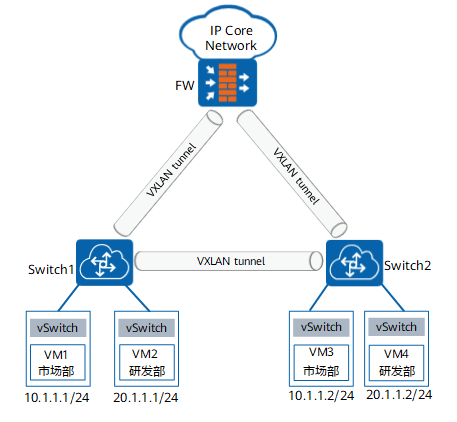 IP Core
Network
FW
VXLAN tunnel
VXLAN tunnel
Switch1
VXLAN tunnel
Switch2
vSwitch
VM1
市场部
vSwitch
VM2
研发部
vSwitch
VM3
市场部
vSwitch
VM4
研发部
10.1.1.1/24
20.1.1.1/24
10.1.1.2/24
20.1.1.2/24